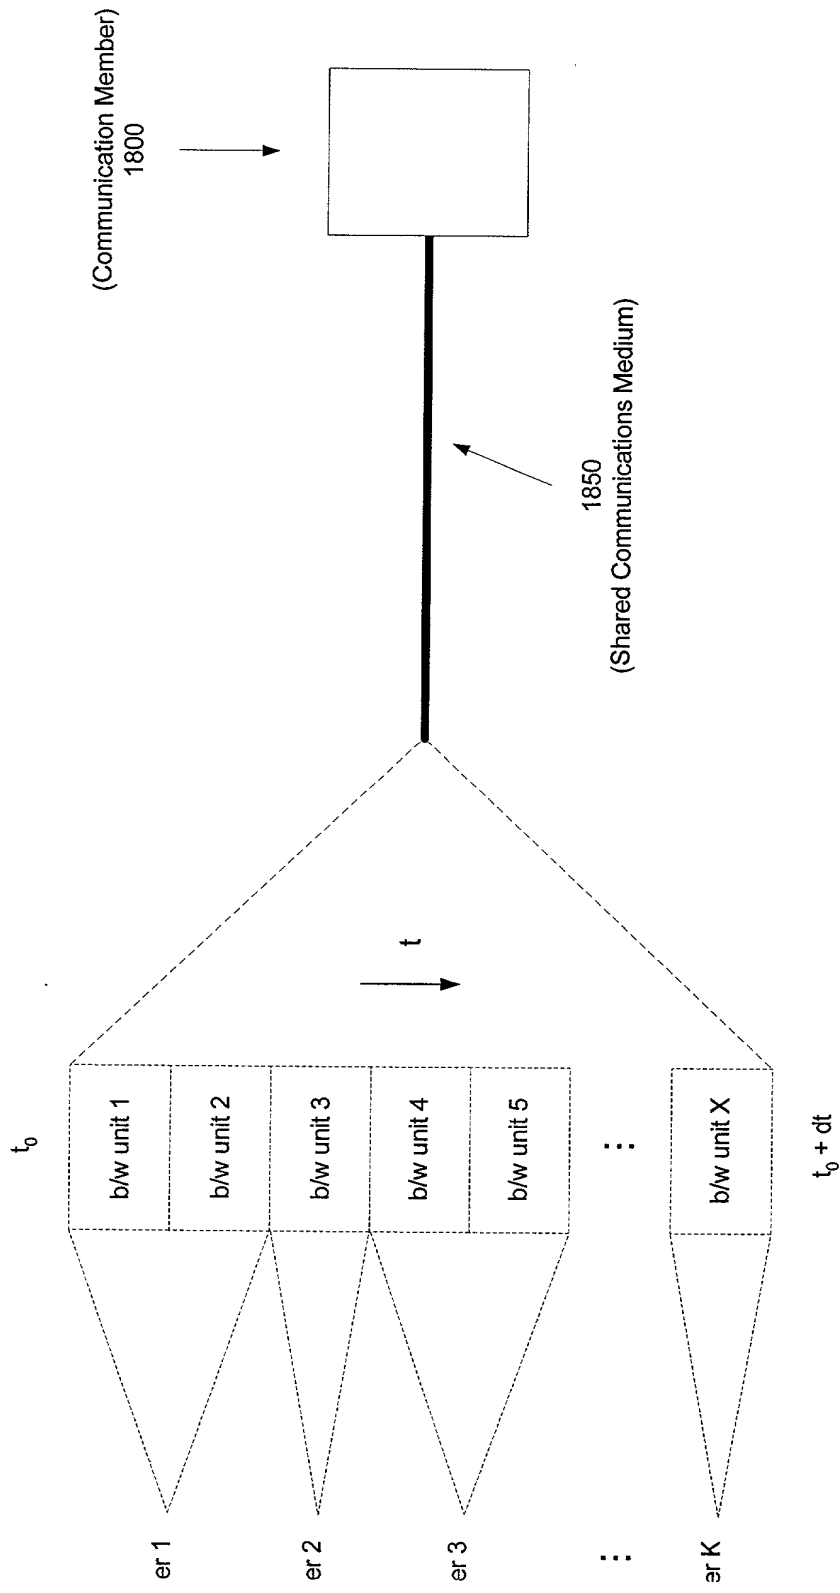 t₀
(Communication Member)
1800
er 1
b/w unit 1
b/w unit 2
er 2
b/w unit 3
t
b/w unit 4
er 3
b/w unit 5
1850
(Shared Communications Medium)
...
...
er K
b/w unit X
t₀ + dt